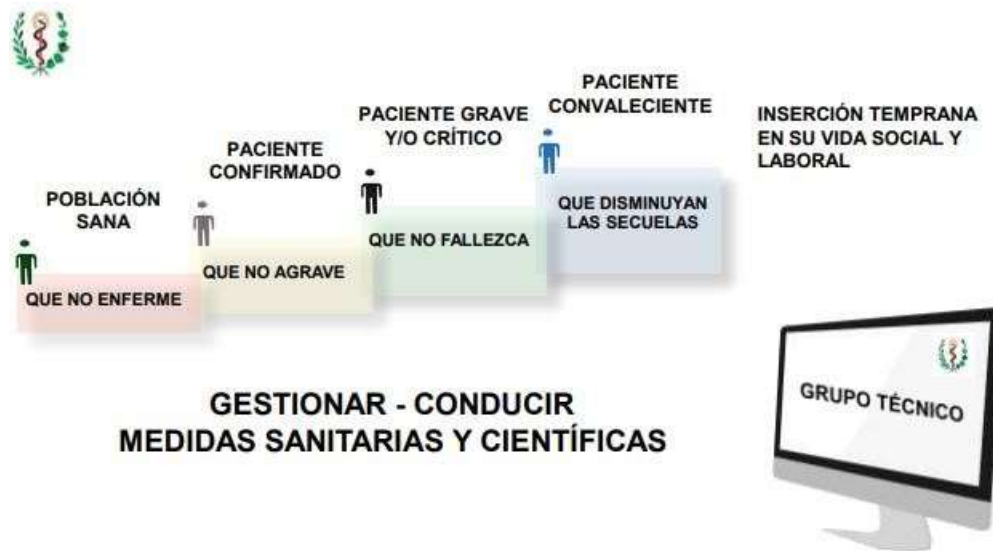 POBLACIÓN
SANA
QUE NO ENFERME
PACIENTE
CONFIRMADO
QUE NO AGRAVE
PACIENTE GRAVE
Y/O CRÍTICO
QUE NO FALLEZCA
PACIENTE
CONVALECIENTE
QUE DISMINUYAN
LAS SECUELAS
INSERCIÓN TEMPRANA
EN SU VIDA SOCIAL Y
LABORAL
GESTIONAR - CONDUCIR
MEDIDAS SANITARIAS Y CIENTÍFICAS
GRUPO TÉCNICO